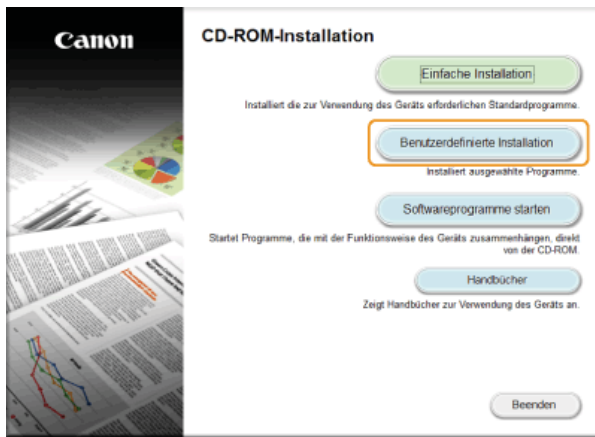 Canon
CD-ROM-Installation
Einfache Installation
Installiert die zur Verwendung des Geräts erforderlichen Standardprogramme.
Benutzerdefinierte Installation
Installiert ausgewählte Programme.
Softwareprogramme starten
Startet Programme, die mit der Funktionsweise des Geräts zusammenhängen, direkt
von der CD-ROM.
Handbücher
Zeigt Handbücher zur Verwendung des Geräts an.
Beenden